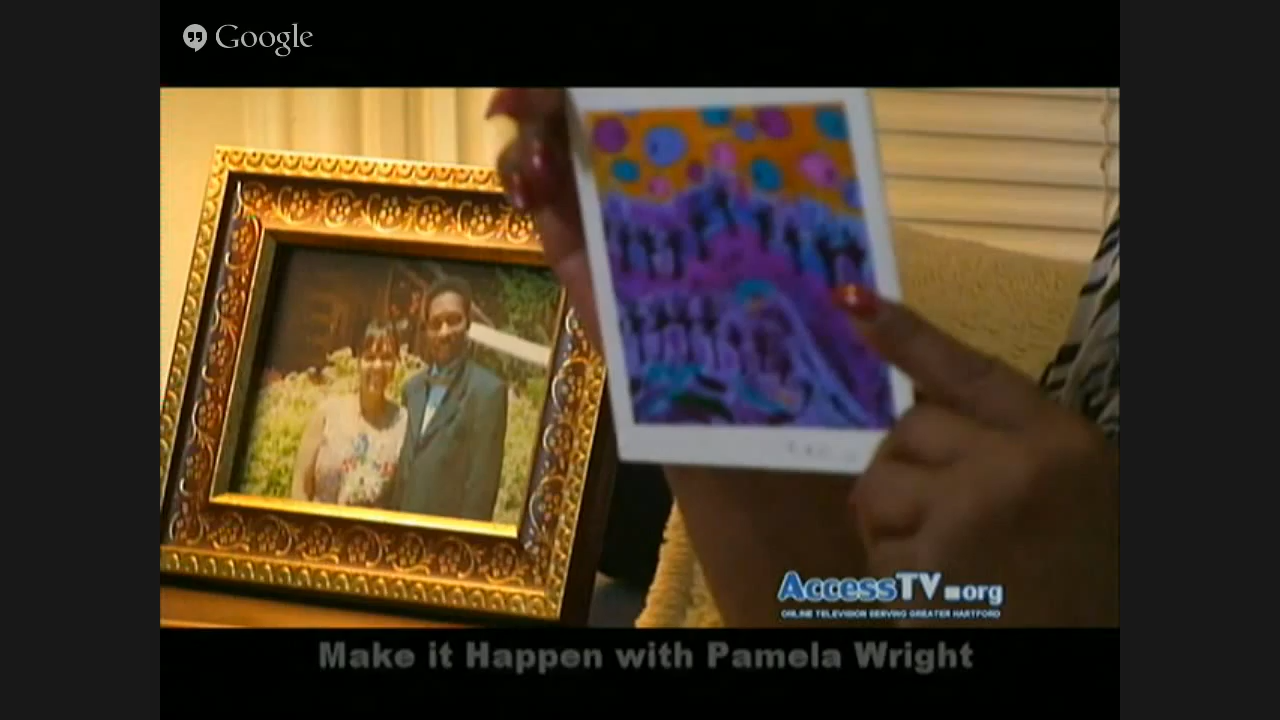 Google
AccessTV.org
ONLINE TELEVISION SERVING GREATER HARTFORD
Make it Happen with Pamela Wright